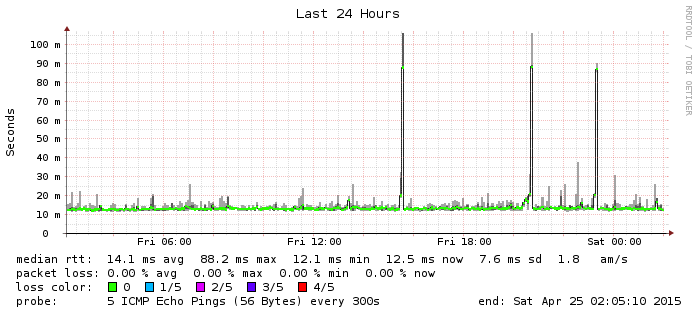 Last 24 Hours
RRDTOOL / TOBI OETIKER
Seconds
100 m
90 m
80 m
70 m
60 m
50 m
40 m
30 m
20 m
10 m
0
Fri 06:00 Fri 12:00 Fri 18:00 Sat 00:00
median rtt: 14.1 ms avg 88.2 ms max 12.1 ms min 12.5 ms now 7.6 ms sd 1.8 am/s
packet loss: 0.00 % avg 0.00 % max 0.00 % min 0.00 % now
loss color: 0 1/5 2/5 3/5 4/5
probe: 5 ICMP Echo Pings (56 Bytes) every 300s end: Sat Apr 25 02:05:10 2015